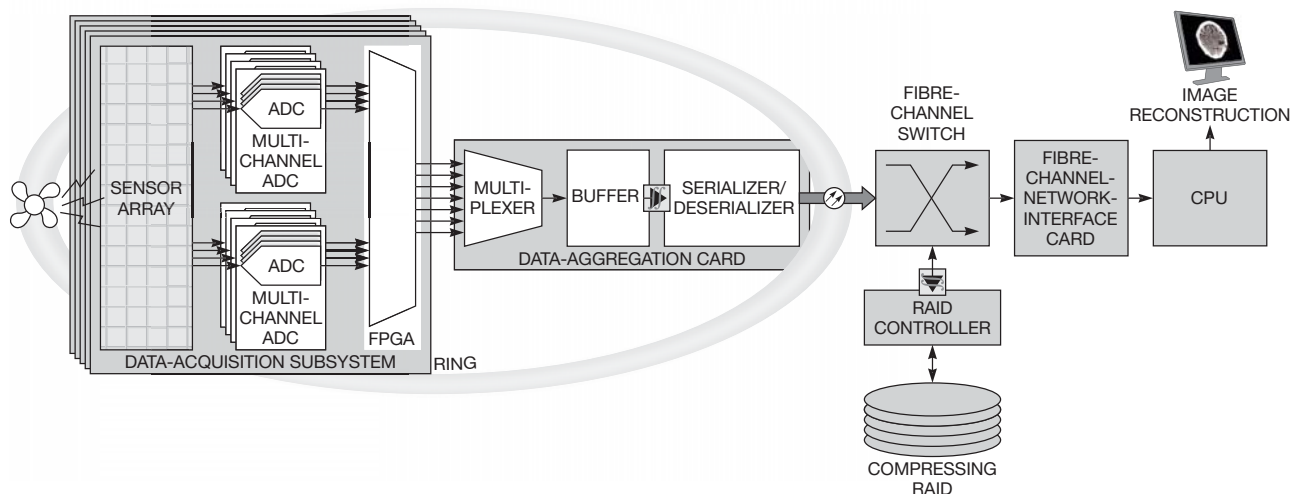 SENSOR
ARRAY
ADC
MULTI-
CHANNEL
ADC
ADC
MULTI-
CHANNEL
ADC
FPGA
DATA-ACQUISITION SUBSYSTEM
RING
MULTI-
PLEXER
BUFFER
SERIALIZER/
DESERIALIZER
DATA-AGGREGATION CARD
FIBRE-
CHANNEL
SWITCH
RAID
CONTROLLER
COMPRESSING
RAID
FIBRE-
CHANNEL-
NETWORK-
INTERFACE
CARD
CPU
IMAGE
RECONSTRUCTION